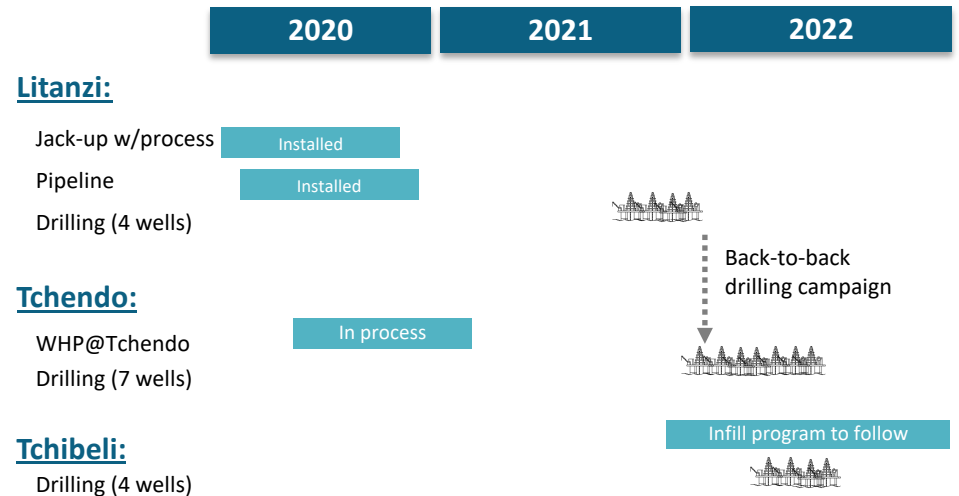 2020 2021 2022
Litanzi:
Jack-up w/process Installed
Pipeline Installed
Drilling (4 wells)
Back-to-back
drilling campaign
Tchendo:
WHP@Tchendo In process
Drilling (7 wells)
Infill program to follow
Tchibeli:
Drilling (4 wells)